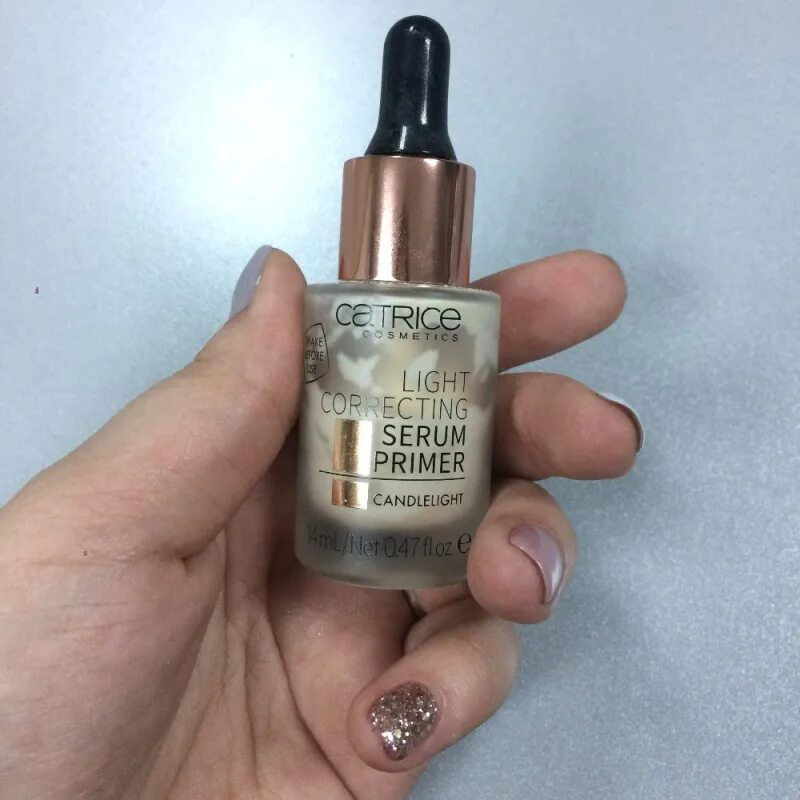 CATRICE
COSMETICS
SHAKE
BEFORE
USE
LIGHT
CORRECTING
SERUM
PRIMER
CANDLELIGHT
14 mL/Net 0.47 fl.oz e